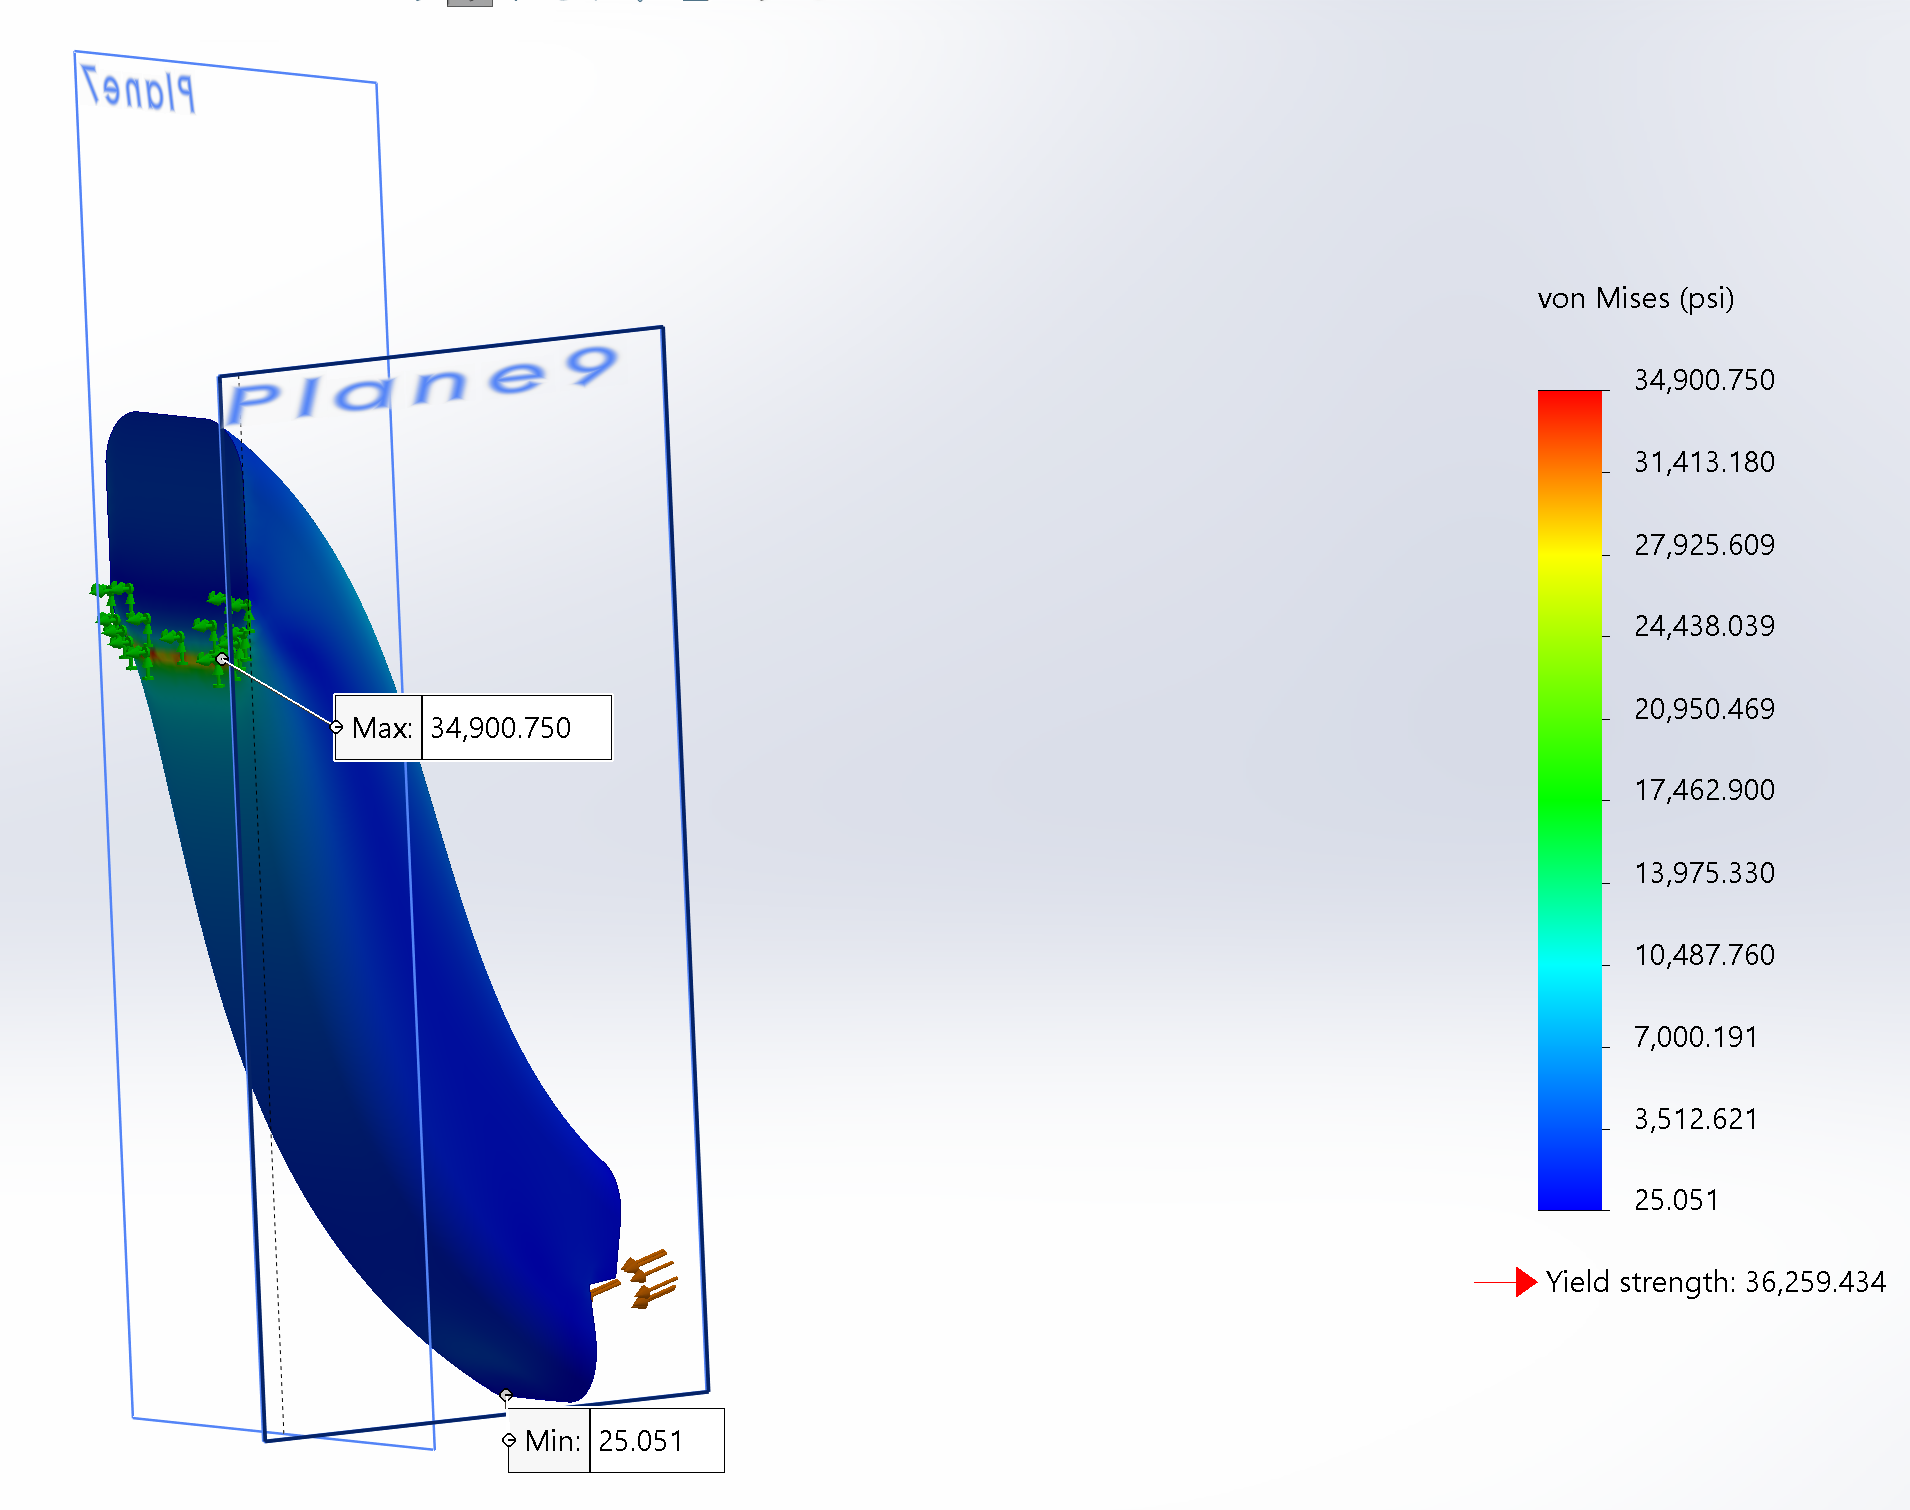 Plane7
Plane9
Max: 34,900.750
Min: 25.051
von Mises (psi)
34,900.750
31,413.180
27,925.609
24,438.039
20,950.469
17,462.900
13,975.330
10,487.760
7,000.191
3,512.621
25.051
Yield strength: 36,259.434